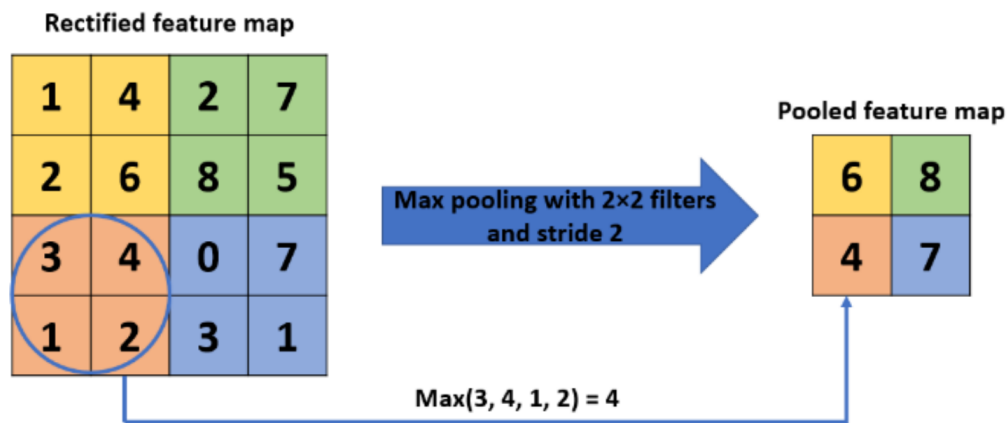 Rectified feature map
1 4 2 7
2 6 8 5
3 4 0 7
1 2 3 1
Max pooling with 2×2 filters
and stride 2
Pooled feature map
6 8
4 7
Max(3, 4, 1, 2) = 4